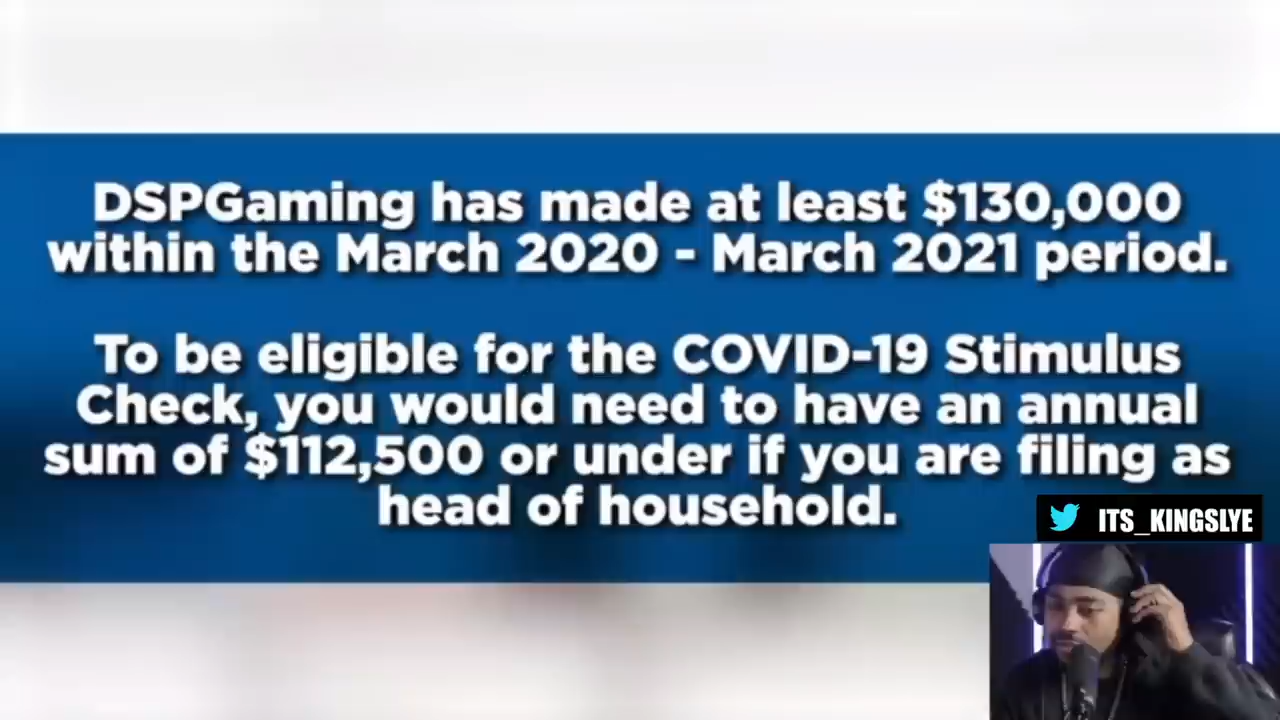 DSPGaming has made at least $130,000
within the March 2020 - March 2021 period.
To be eligible for the COVID-19 Stimulus
Check, you would need to have an annual
sum of $112,500 or under if you are filing as
head of household.
ITS_KINGSLYE